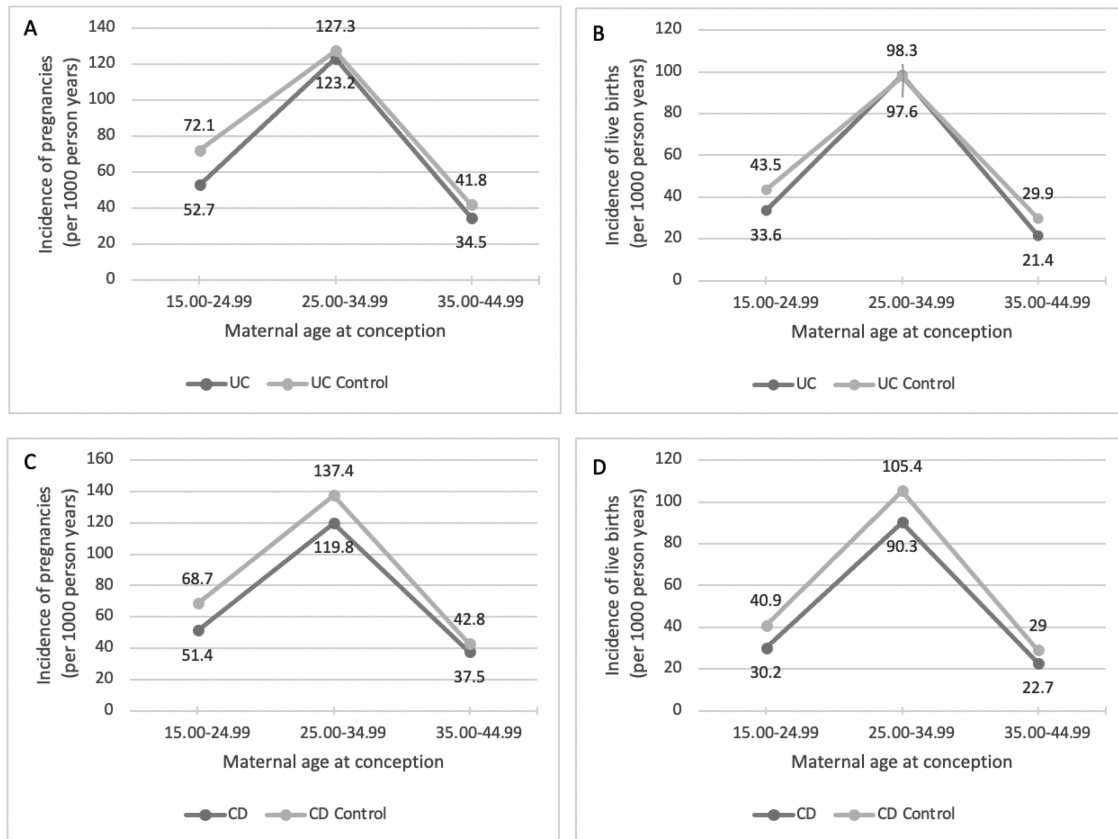 A
Incidence of pregnancies
(per 1000 person years)
140
120
100
80
60
40
20
0
127.3
123.2
72.1
52.7
41.8
34.5
15.00-24.99 25.00-34.99 35.00-44.99
Maternal age at conception
UC UC Control
B
Incidence of live births
(per 1000 person years)
120
100
80
60
40
20
0
98.3
97.6
43.5
33.6
29.9
21.4
15.00-24.99 25.00-34.99 35.00-44.99
Maternal age at conception
UC UC Control
C
Incidence of pregnancies
(per 1000 person years)
160
140
120
100
80
60
40
20
0
137.4
119.8
68.7
51.4
42.8
37.5
15.00-24.99 25.00-34.99 35.00-44.99
Maternal age at conception
CD CD Control
D
Incidence of live births
(per 1000 person years)
120
100
80
60
40
20
0
105.4
90.3
40.9
30.2
29
22.7
15.00-24.99 25.00-34.99 35.00-44.99
Maternal age at conception
CD CD Control